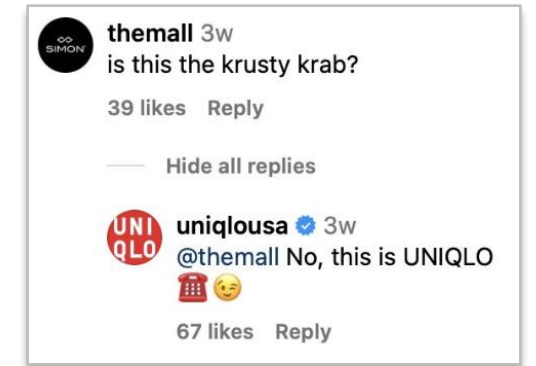 SIMON
themall 3w
is this the krusty krab?
39 likes Reply
Hide all replies
UNI
QLO
uniqlousa 3w
@themall No, this is UNIQLO
☎️😉
67 likes Reply